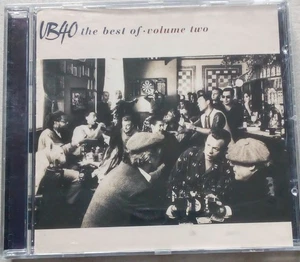 UB40 the best of · volume two